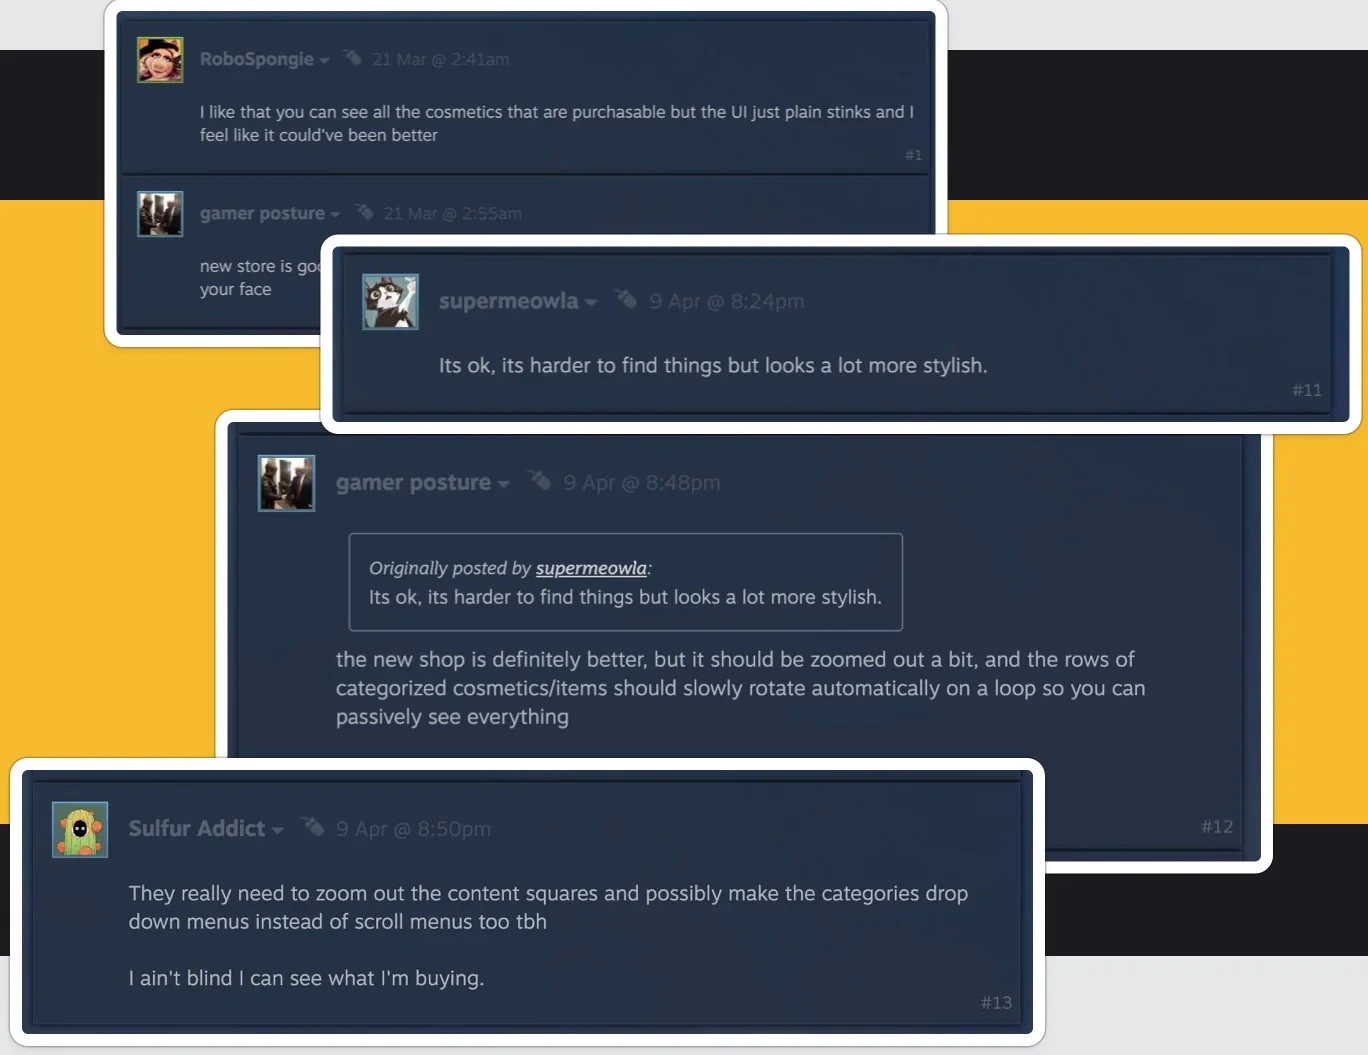 RoboSpongie 21 Mar @ 2:41am
I like that you can see all the cosmetics that are purchasable but the UI just plain stinks and I
feel like it could've been better
#1
gamer posture 21 Mar @ 2:55am
new store is
your face
supermeowla 9 Apr @ 8:24pm
Its ok, its harder to find things but looks a lot more stylish.
#11
gamer posture 9 Apr @ 8:48pm
Originally posted by supermeowla:
Its ok, its harder to find things but looks a lot more stylish.
the new shop is definitely better, but it should be zoomed out a bit, and the rows of
categorized cosmetics/items should slowly rotate automatically on a loop so you can
passively see everything
#12
Sulfur Addict 9 Apr @ 8:50pm
They really need to zoom out the content squares and possibly make the categories drop
down menus instead of scroll menus too tbh
I ain't blind I can see what I'm buying.
#13